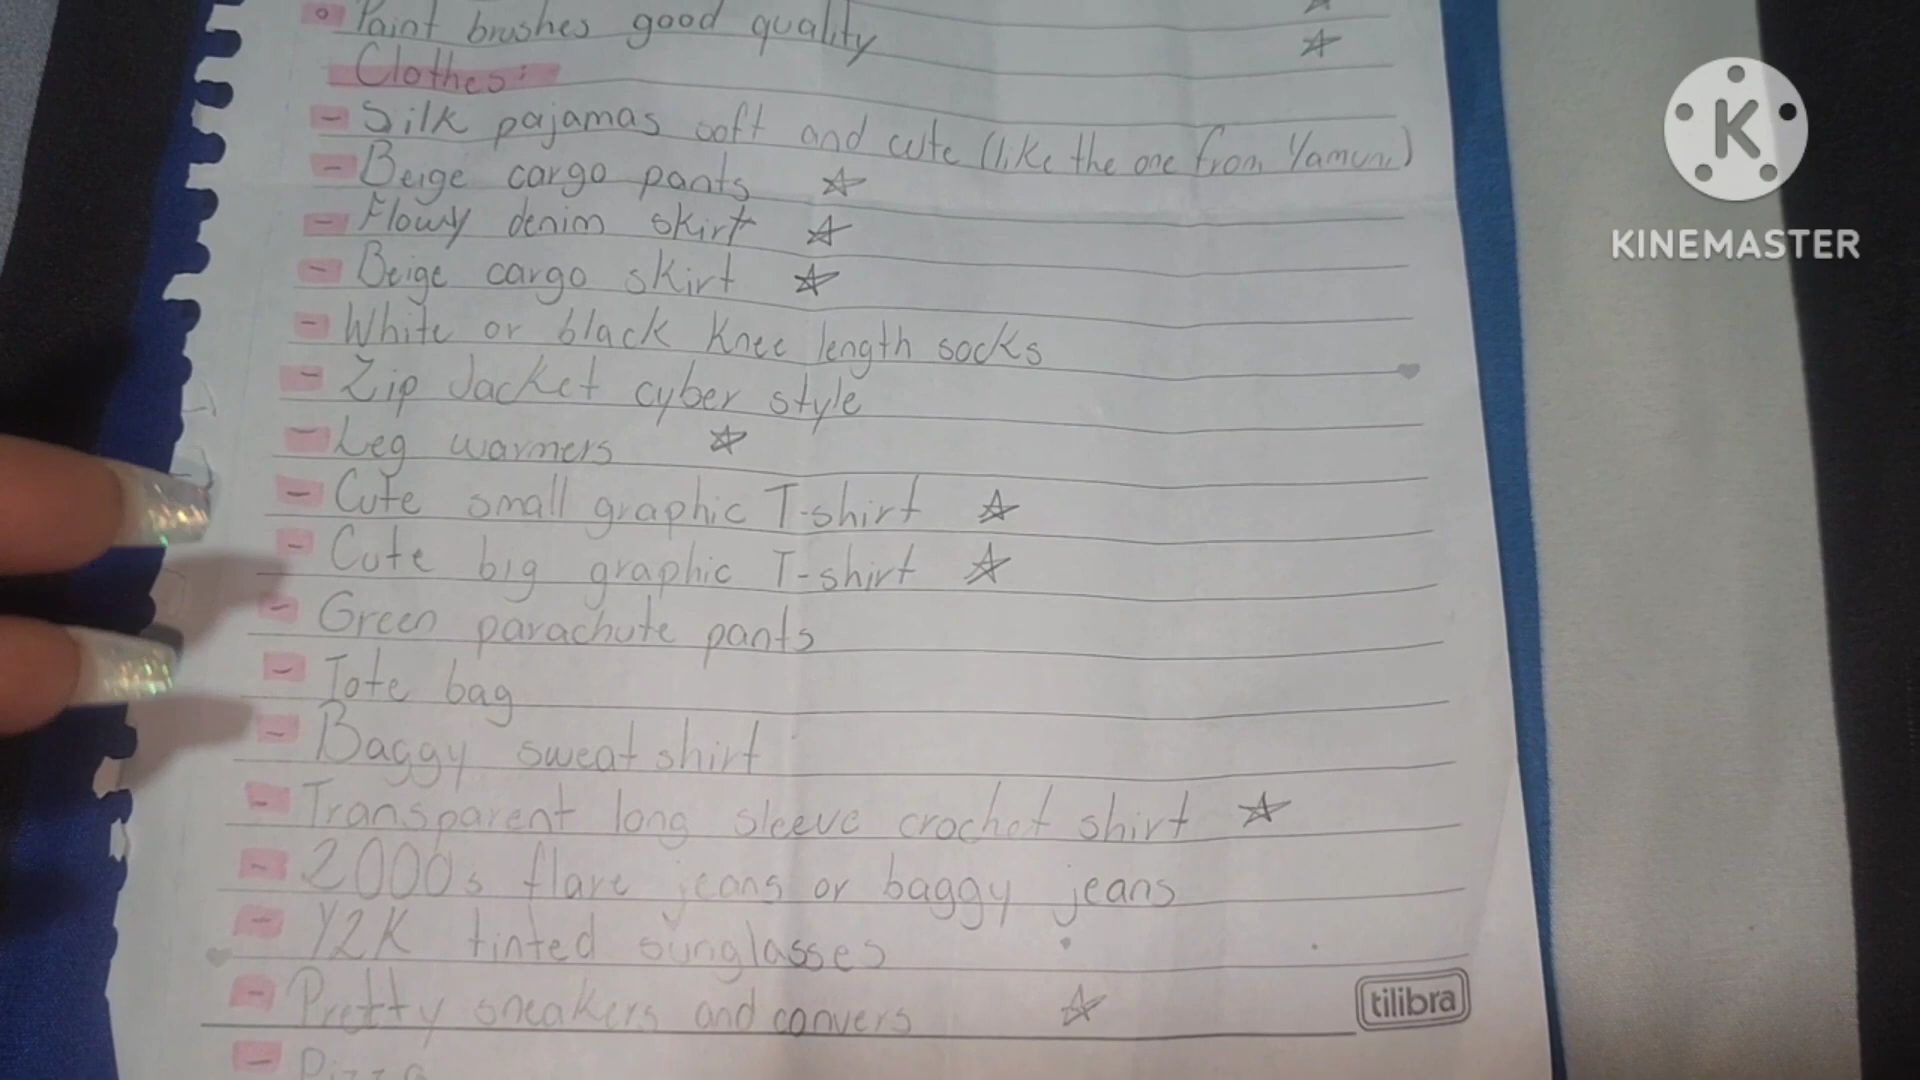 Paint brushes good quality
Clothes:
- Silk pajamas soft and cute (like the one from Yamuni)
- Beige cargo pants
- Flowy denim skirt
- Beige cargo skirt
- White or black knee length socks
- Zip Jacket cyber style
- Leg warmers
- Cute small graphic T-shirt
- Cute big graphic T-shirt
- Green parachute pants
- Tote bag
- Baggy sweat shirt
- Transparent long sleeve crochet shirt
- 2000s flare jeans or baggy jeans
- Y2K tinted sunglasses
- Pretty sneakers and convers
tilibra
- Pizza
K
KINEMASTER